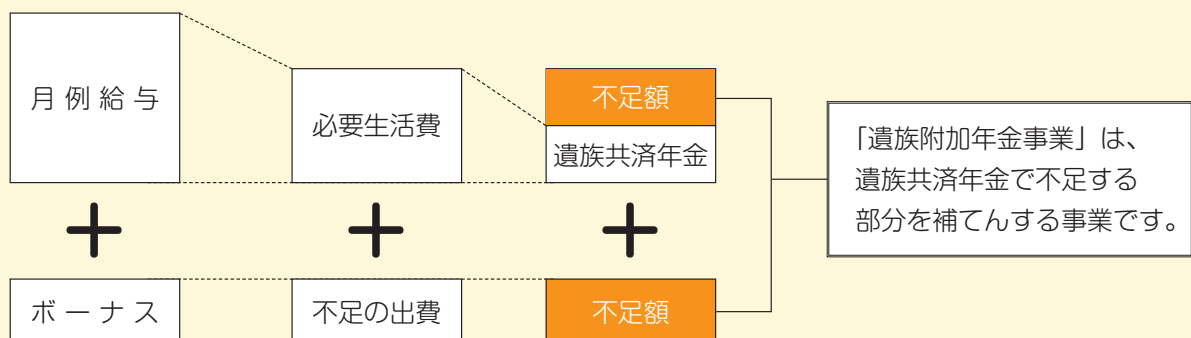 月例給与
必要生活費
不足額
遺族共済年金
「遺族附加年金事業」は、
遺族共済年金で不足する
部分を補てんする事業です。
+
+
+
ボーナス
不足の出費
不足額